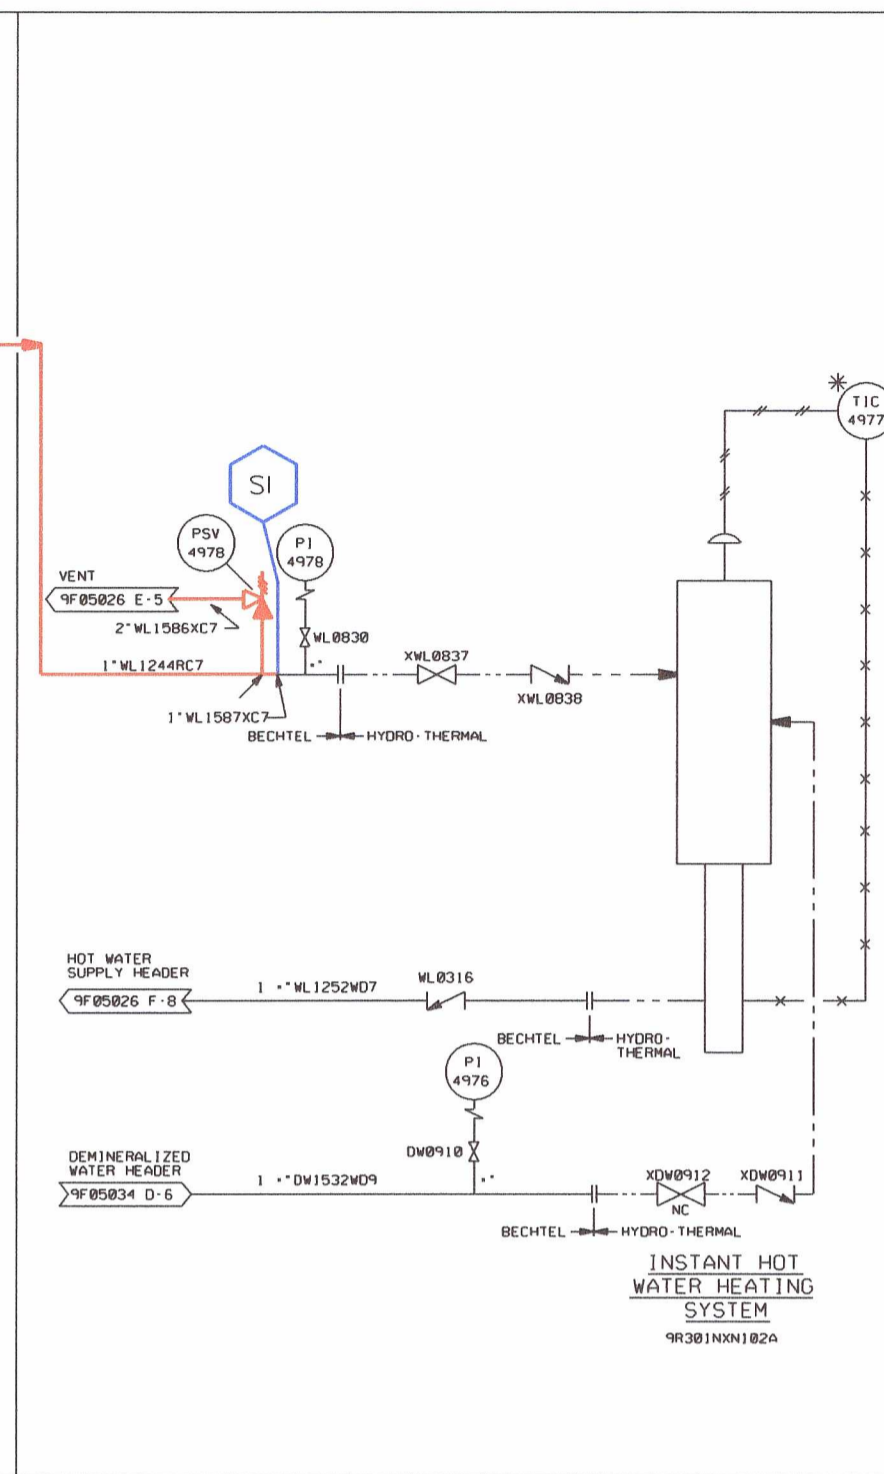 TIC
4977
SI
PSV
4978
PI
4978
VENT
9F05026 E-5
2"WL1586XC7
WL0830
1"WL1244RC7
XWL0837
XWL0838
1"WL1587XC7
BECHTEL
HYDRO-THERMAL
HOT WATER
SUPPLY HEADER
9F05026 F-8
WL1252WD7
WL0316
BECHTEL
HYDRO-
THERMAL
PI
4976
DW0910
DEMINERALIZED
WATER HEADER
9F05034 D-6
DW1532WD9
XDW0912
XDW0911
NC
BECHTEL
HYDRO-THERMAL
INSTANT HOT
WATER HEATING
SYSTEM
9R301NXN102A